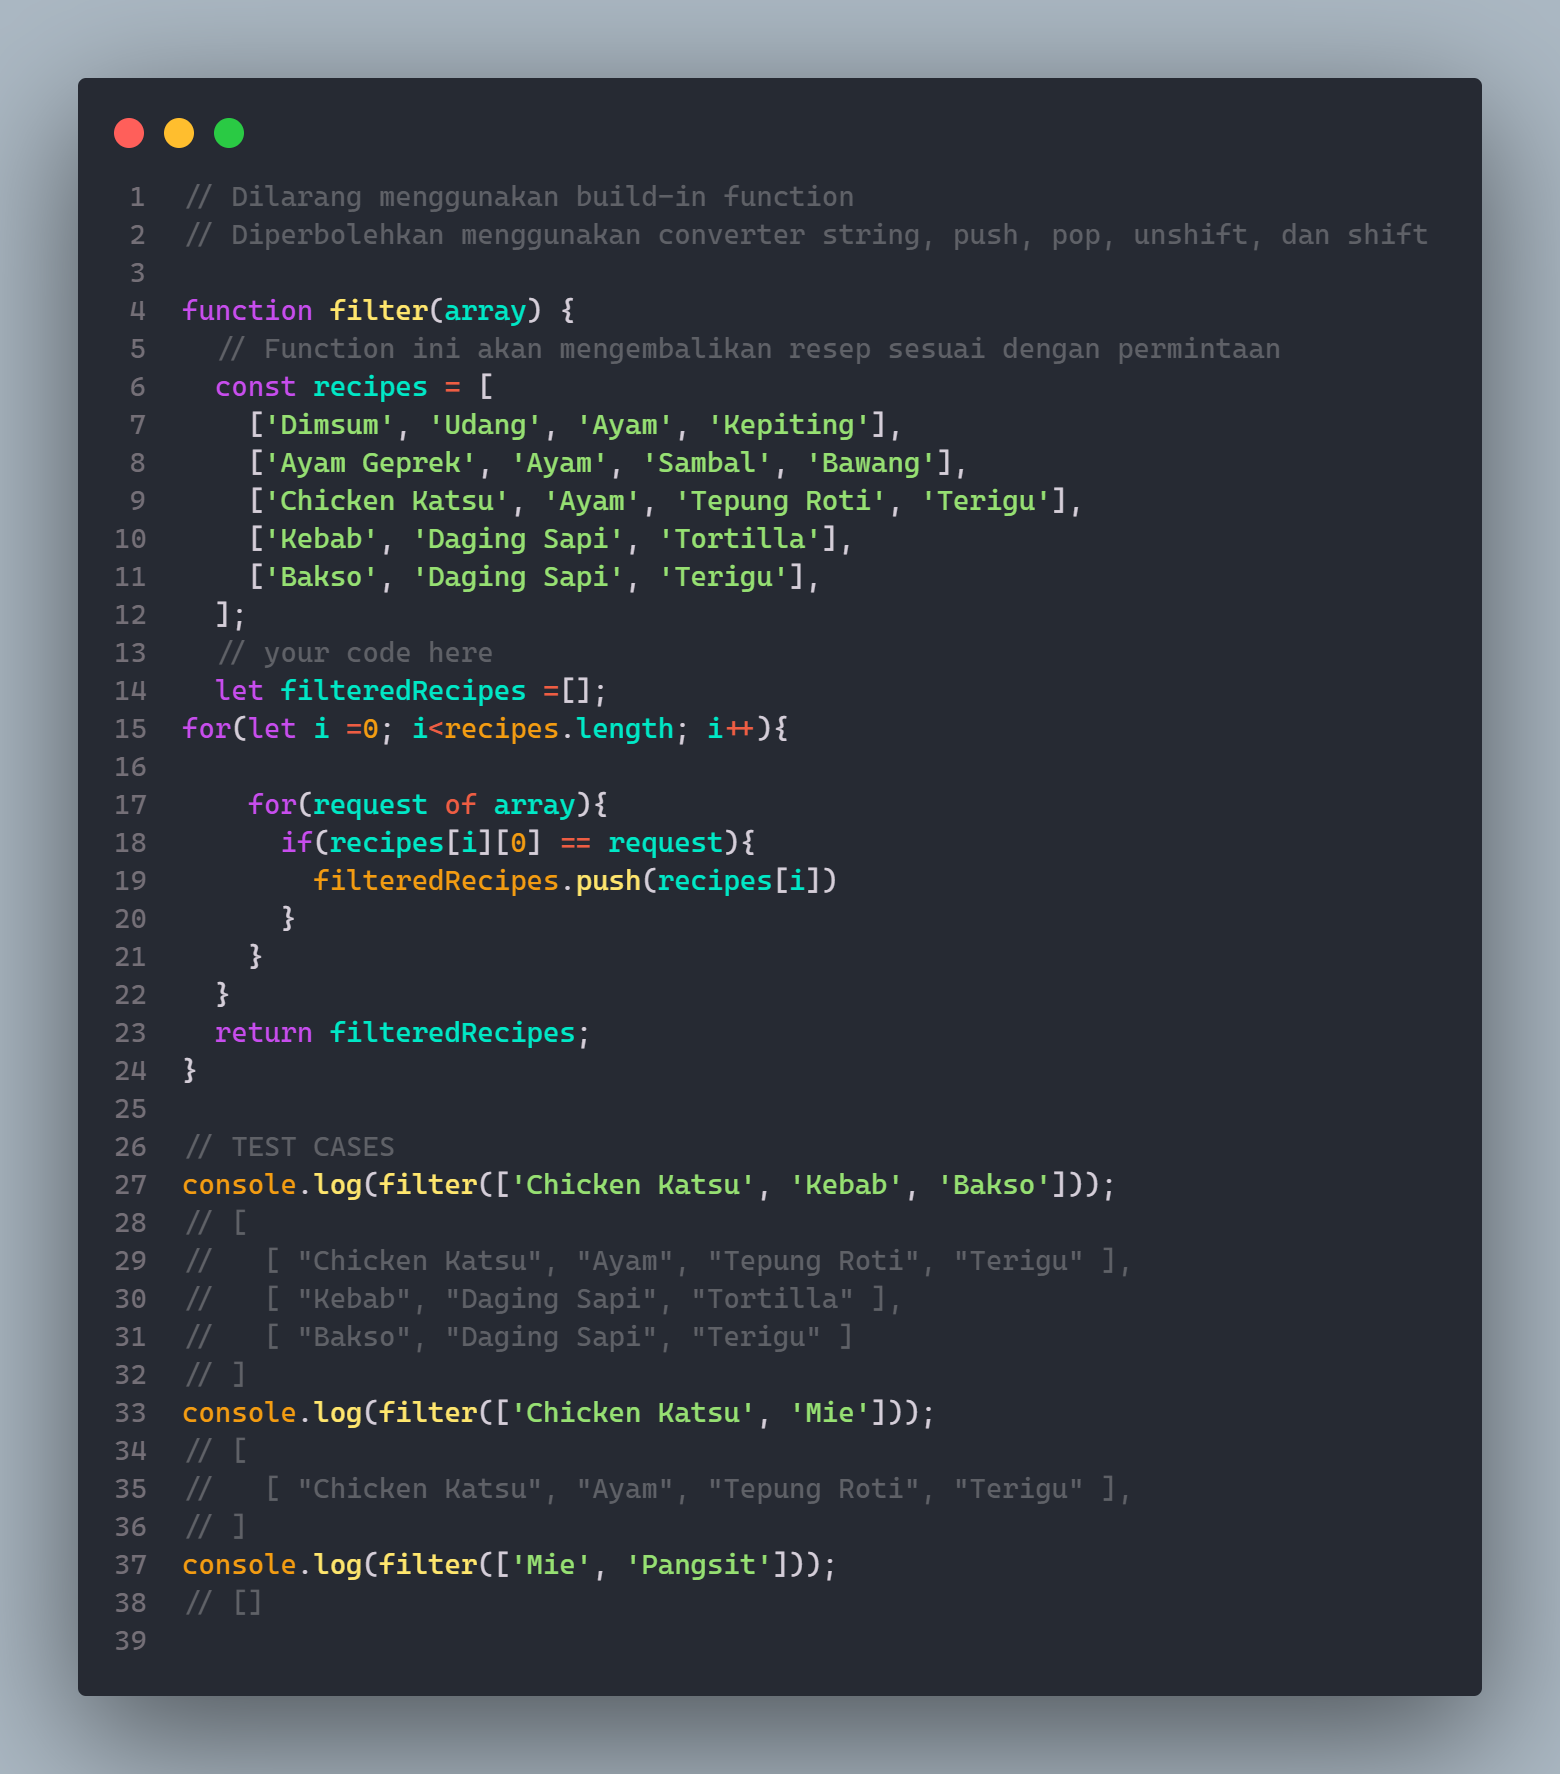 1 // Dilarang menggunakan build-in function
2 // Diperbolehkan menggunakan converter string, push, pop, unshift, dan shift
3
4 function filter(array) {
5   // Function ini akan mengembalikan resep sesuai dengan permintaan
6   const recipes = [
7     ['Dimsum', 'Udang', 'Ayam', 'Kepiting'],
8     ['Ayam Geprek', 'Ayam', 'Sambal', 'Bawang'],
9     ['Chicken Katsu', 'Ayam', 'Tepung Roti', 'Terigu'],
10     ['Kebab', 'Daging Sapi', 'Tortilla'],
11     ['Bakso', 'Daging Sapi', 'Terigu'],
12   ];
13   // your code here
14   let filteredRecipes =[];
15 for(let i =0; i<recipes.length; i++){
16
17     for(request of array){
18       if(recipes[i][0] == request){
19         filteredRecipes.push(recipes[i])
20       }
21     }
22   }
23   return filteredRecipes;
24 }
25
26 // TEST CASES
27 console.log(filter(['Chicken Katsu', 'Kebab', 'Bakso']));
28 // [
29 //   [ "Chicken Katsu", "Ayam", "Tepung Roti", "Terigu" ],
30 //   [ "Kebab", "Daging Sapi", "Tortilla" ],
31 //   [ "Bakso", "Daging Sapi", "Terigu" ]
32 // ]
33 console.log(filter(['Chicken Katsu', 'Mie']));
34 // [
35 //   [ "Chicken Katsu", "Ayam", "Tepung Roti", "Terigu" ],
36 // ]
37 console.log(filter(['Mie', 'Pangsit']));
38 // []
39